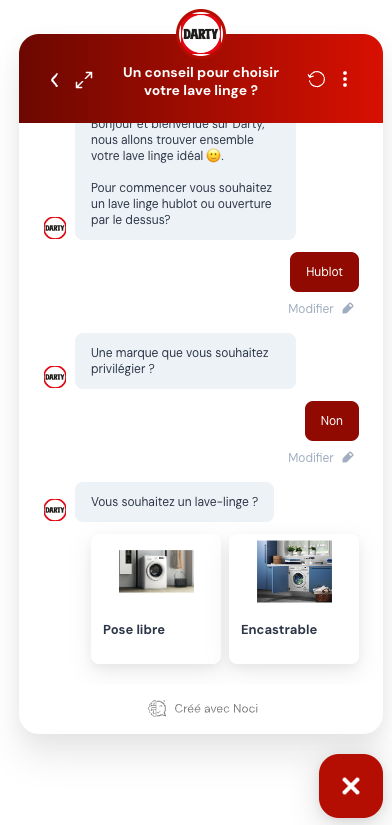 DARTY
Un conseil pour choisir
votre lave linge ?
Bonjour et bienvenue sur Darty,
nous allons trouver ensemble
votre lave linge idéal 🙂.
Pour commencer vous souhaitez
un lave linge hublot ou ouverture
par le dessus?
DARTY
Hublot
Modifier
Une marque que vous souhaitez
privilégier ?
DARTY
Non
Modifier
Vous souhaitez un lave-linge ?
DARTY
Pose libre
Encastrable
Créé avec Noci